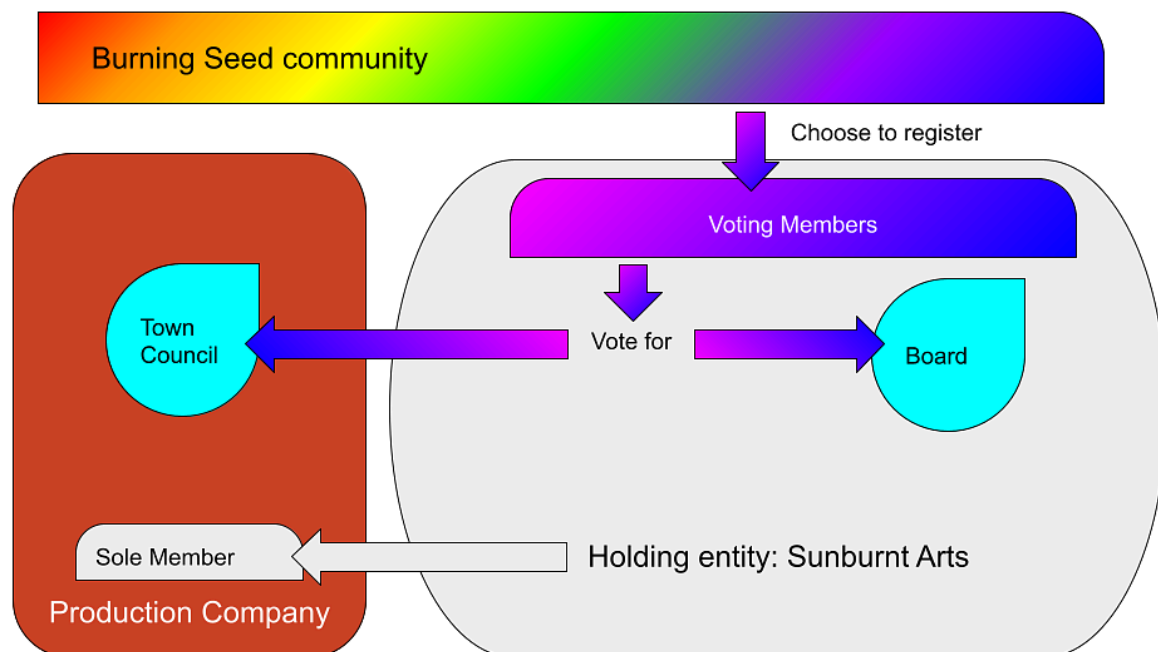 Burning Seed community
Choose to register
Voting Members
Town
Council
Vote for
Board
Sole Member
Holding entity: Sunburnt Arts
Production Company